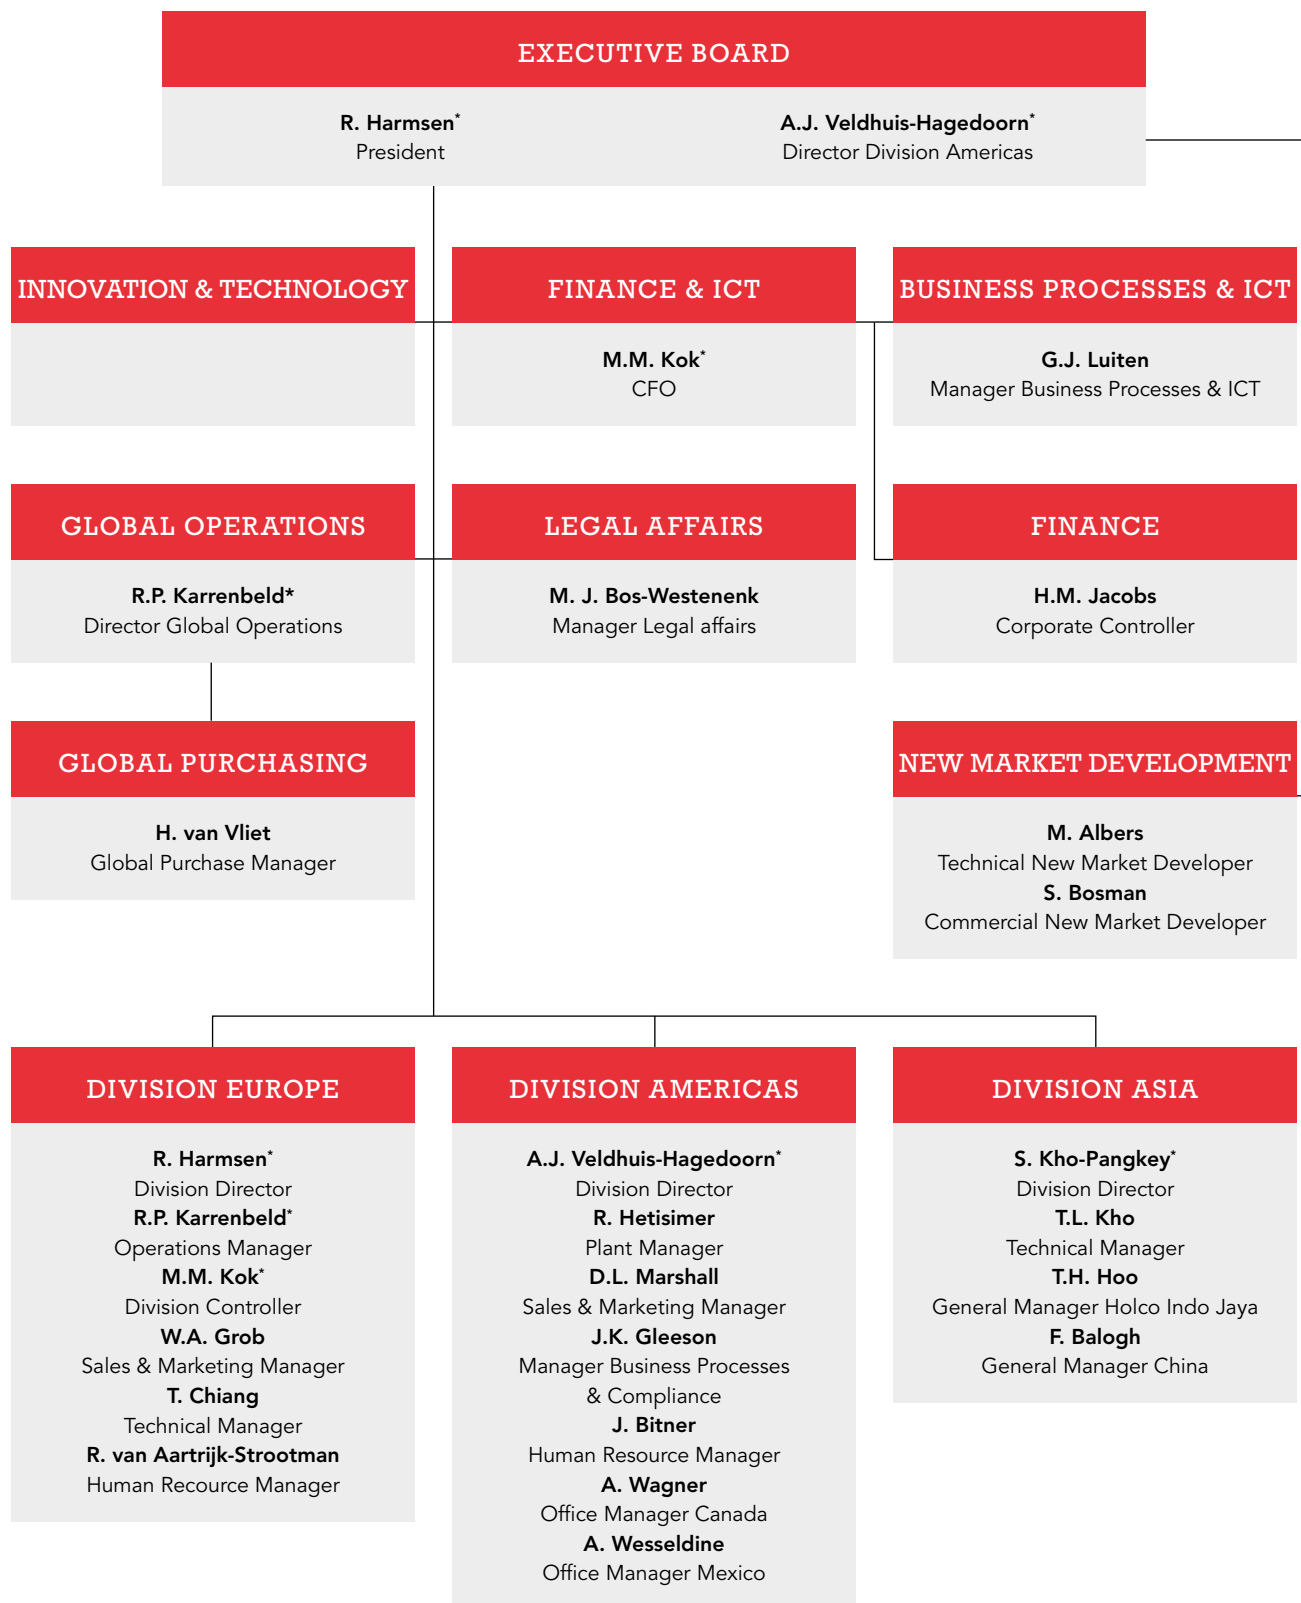 EXECUTIVE BOARD
R. Harmsen*
President
A.J. Veldhuis-Hagedoorn*
Director Division Americas
INNOVATION & TECHNOLOGY
FINANCE & ICT
M.M. Kok*
CFO
BUSINESS PROCESSES & ICT
G.J. Luiten
Manager Business Processes & ICT
GLOBAL OPERATIONS
R.P. Karrenbeld*
Director Global Operations
LEGAL AFFAIRS
M. J. Bos-Westenenk
Manager Legal affairs
FINANCE
H.M. Jacobs
Corporate Controller
GLOBAL PURCHASING
H. van Vliet
Global Purchase Manager
NEW MARKET DEVELOPMENT
M. Albers
Technical New Market Developer
S. Bosman
Commercial New Market Developer
DIVISION EUROPE
R. Harmsen*
Division Director
R.P. Karrenbeld*
Operations Manager
M.M. Kok*
Division Controller
W.A. Grob
Sales & Marketing Manager
T. Chiang
Technical Manager
R. van Aartrijk-Strootman
Human Recource Manager
DIVISION AMERICAS
A.J. Veldhuis-Hagedoorn*
Division Director
R. Hetisimer
Plant Manager
D.L. Marshall
Sales & Marketing Manager
J.K. Gleeson
Manager Business Processes
& Compliance
J. Bitner
Human Resource Manager
A. Wagner
Office Manager Canada
A. Wesseldine
Office Manager Mexico
DIVISION ASIA
S. Kho-Pangkey*
Division Director
T.L. Kho
Technical Manager
T.H. Hoo
General Manager Holco Indo Jaya
F. Balogh
General Manager China